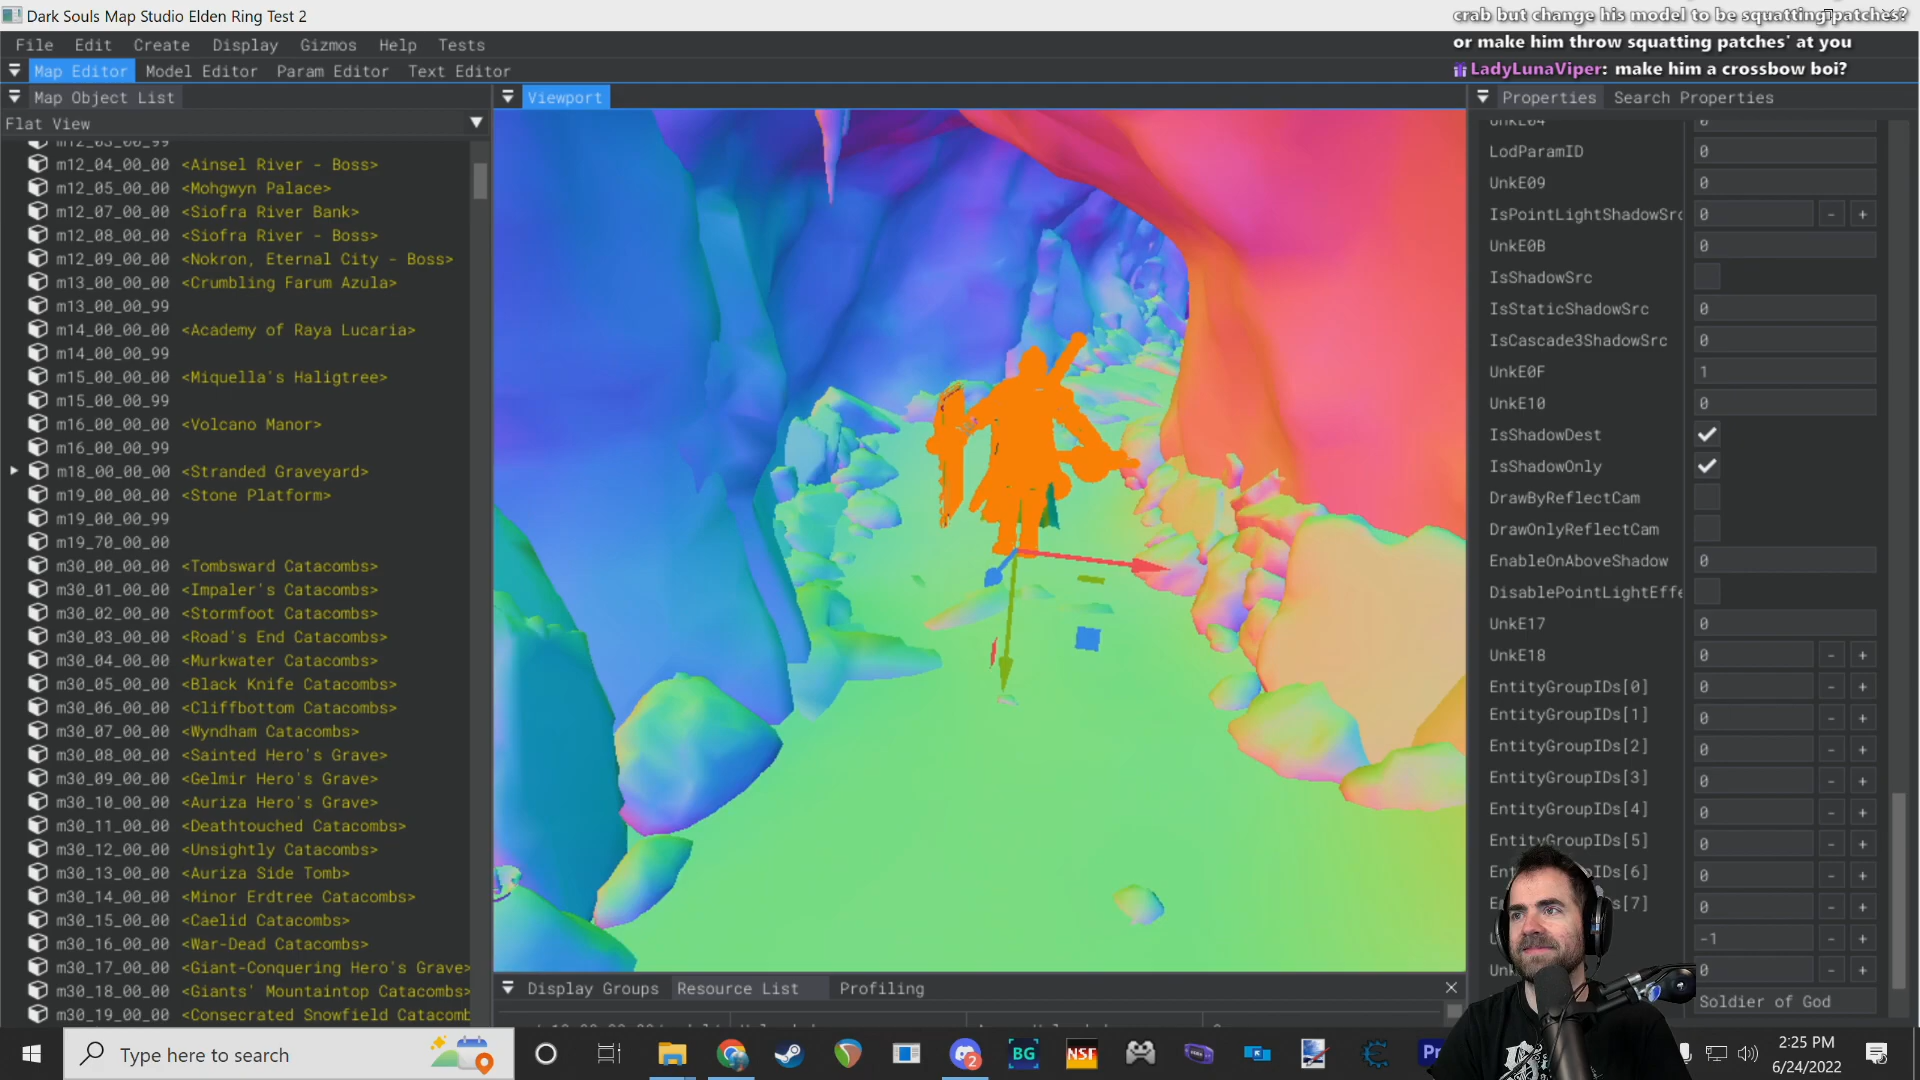 Dark Souls Map Studio Elden Ring Test 2
crab but change his model to be squatting patches?
or make him throw squatting patches' at you
LadyLunaViper: make him a crossbow boi?
File Edit Create Display Gizmos Help Tests
Map Editor Model Editor Param Editor Text Editor
Map Object List
Viewport
Properties Search Properties
Flat View
m12_03_00_99
m12_04_00_00 <Ainsel River - Boss>
m12_05_00_00 <Mohgwyn Palace>
m12_07_00_00 <Siofra River Bank>
m12_08_00_00 <Siofra River - Boss>
m12_09_00_00 <Nokron, Eternal City - Boss>
m13_00_00_00 <Crumbling Farum Azula>
m13_00_00_99
m14_00_00_00 <Academy of Raya Lucaria>
m14_00_00_99
m15_00_00_00 <Miquella's Haligtree>
m15_00_00_99
m16_00_00_00 <Volcano Manor>
m16_00_00_99
m18_00_00_00 <Stranded Graveyard>
m19_00_00_00 <Stone Platform>
m19_00_00_99
m19_70_00_00
m30_00_00_00 <Tombsward Catacombs>
m30_01_00_00 <Impaler's Catacombs>
m30_02_00_00 <Stormfoot Catacombs>
m30_03_00_00 <Road's End Catacombs>
m30_04_00_00 <Murkwater Catacombs>
m30_05_00_00 <Black Knife Catacombs>
m30_06_00_00 <Cliffbottom Catacombs>
m30_07_00_00 <Wyndham Catacombs>
m30_08_00_00 <Sainted Hero's Grave>
m30_09_00_00 <Gelmir Hero's Grave>
m30_10_00_00 <Auriza Hero's Grave>
m30_11_00_00 <Deathtouched Catacombs>
m30_12_00_00 <Unsightly Catacombs>
m30_13_00_00 <Auriza Side Tomb>
m30_14_00_00 <Minor Erdtree Catacombs>
m30_15_00_00 <Caelid Catacombs>
m30_16_00_00 <War-Dead Catacombs>
m30_17_00_00 <Giant-Conquering Hero's Grave>
m30_18_00_00 <Giants' Mountaintop Catacombs>
m30_19_00_00 <Consecrated Snowfield Catacomb
UnkE04 0
LodParamID 0
UnkE09 0
IsPointLightShadowSrc 0 - +
UnkE0B 0
IsShadowSrc
IsStaticShadowSrc 0
IsCascade3ShadowSrc 0
UnkE0F 1
UnkE10 0
IsShadowDest
IsShadowOnly
DrawByReflectCam
DrawOnlyReflectCam
EnableOnAboveShadow 0
DisablePointLightEffe
UnkE17 0
UnkE18 0 - +
EntityGroupIDs[0] 0 - +
EntityGroupIDs[1] 0 - +
EntityGroupIDs[2] 0 - +
EntityGroupIDs[3] 0 - +
EntityGroupIDs[4] 0 - +
EntityGroupIDs[5] 0 - +
IDs[6] 0 - +
[7] 0 - +
-1 - +
0 - +
Soldier of God
Display Groups Resource List Profiling
Type here to search
2
BG
NSF
Pr
2:25 PM
6/24/2022